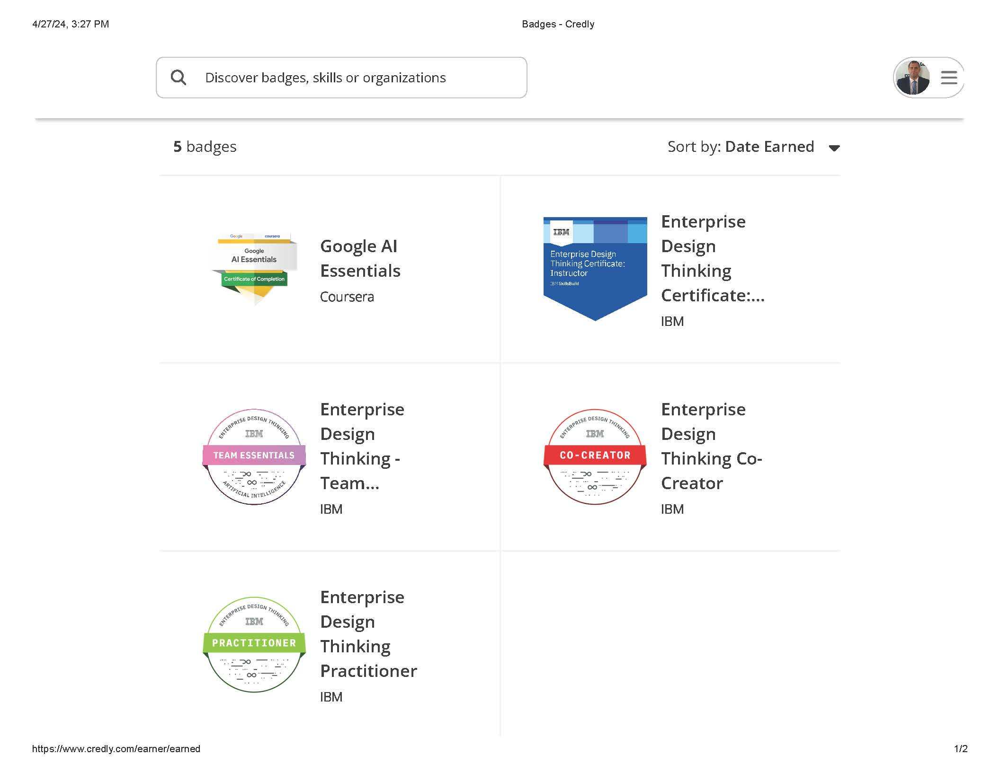 4/27/24, 3:27 PM
Badges - Credly
Discover badges, skills or organizations
5 badges
Sort by: Date Earned
Google
coursera
Google
AI Essentials
Certificate of Completion
Google AI
Essentials
Coursera
IBM
Enterprise Design
Thinking Certificate:
Instructor
IBM SkillsBuild
Enterprise
Design
Thinking
Certificate:...
IBM
ENTERPRISE DESIGN THINKING
IBM
TEAM ESSENTIALS
ARTIFICIAL INTELLIGENCE
Enterprise
Design
Thinking -
Team...
IBM
ENTERPRISE DESIGN THINKING
IBM
CO-CREATOR
Enterprise
Design
Thinking Co-
Creator
IBM
ENTERPRISE DESIGN THINKING
IBM
PRACTITIONER
Enterprise
Design
Thinking
Practitioner
IBM
https://www.credly.com/earner/earned
1/2